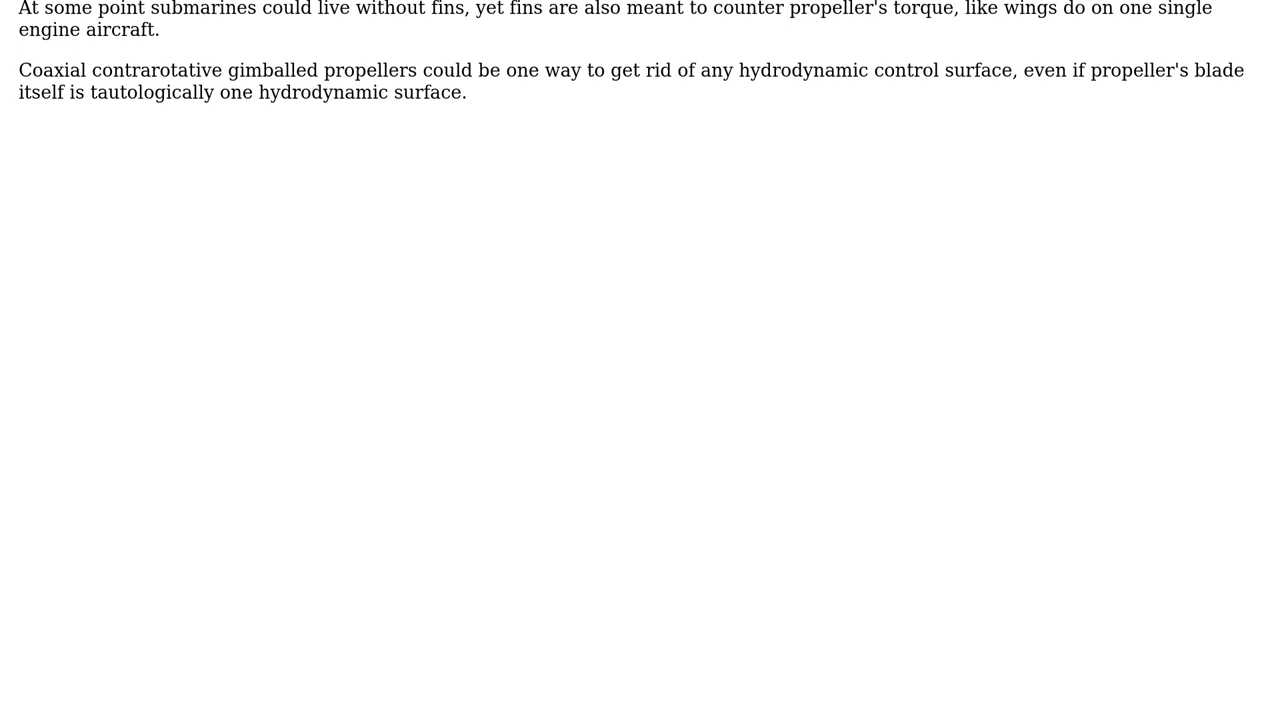 At some point submarines could live without fins, yet fins are also meant to counter propeller's torque, like wings do on one single
engine aircraft.
Coaxial contrarotative gimballed propellers could be one way to get rid of any hydrodynamic control surface, even if propeller's blade
itself is tautologically one hydrodynamic surface.